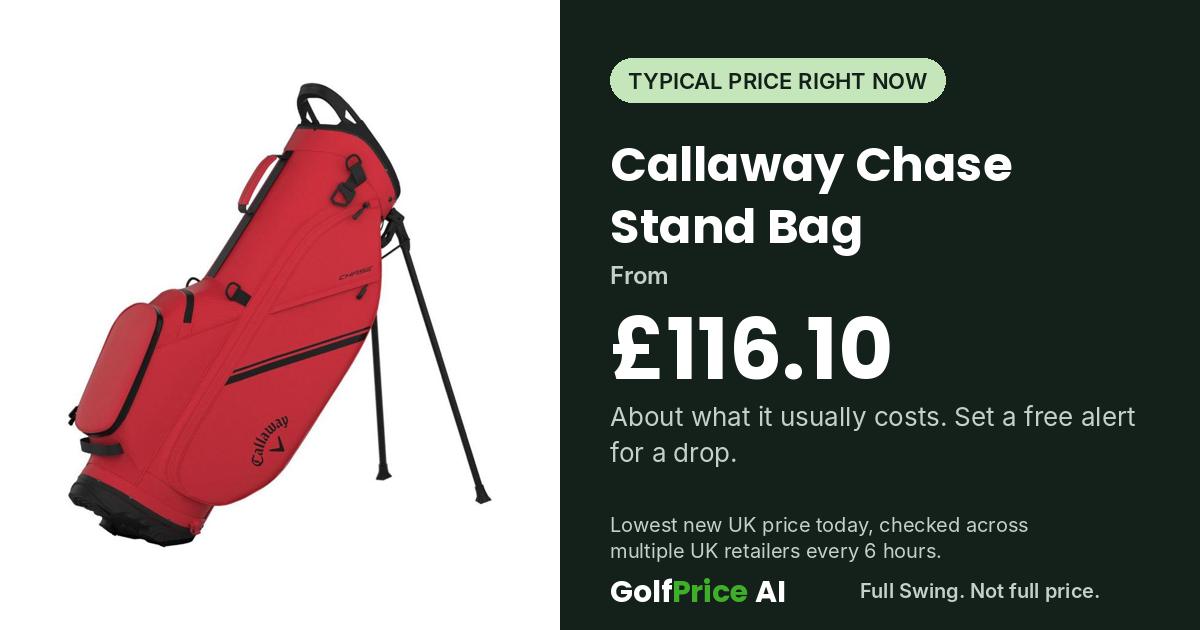 TYPICAL PRICE RIGHT NOW
Callaway Chase
Stand Bag
From
£116.10
About what it usually costs. Set a free alert
for a drop.
Lowest new UK price today, checked across
multiple UK retailers every 6 hours.
GolfPrice AI
Full Swing. Not full price.
CHASE
Callaway